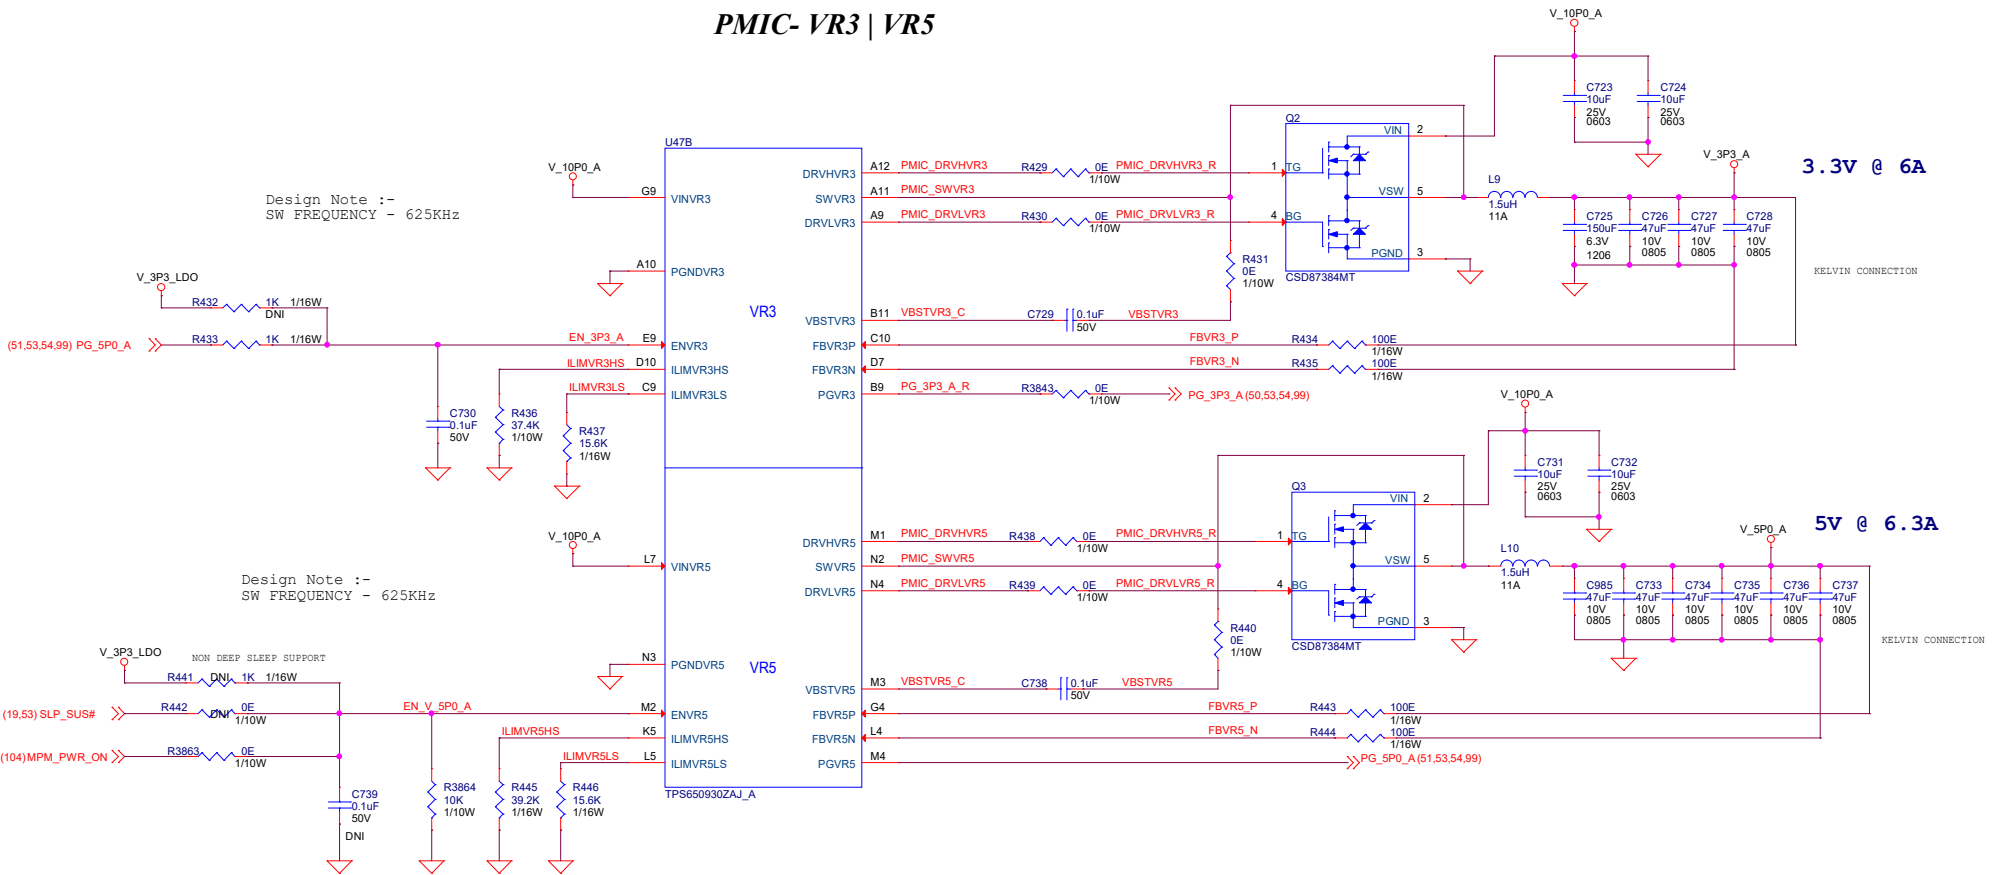 PMIC- VR3 | VR5
V_10P0_A
C723
10uF
25V
0603
C724
10uF
25V
0603
Q2
VIN 2
1 TG
VSW 5
4 BG
PGND 3
CSD87384MT
V_3P3_A
3.3V @ 6A
L9
1.5uH
11A
C725
150uF
6.3V
1206
C726
47uF
10V
0805
C727
47uF
10V
0805
C728
47uF
10V
0805
KELVIN CONNECTION
U47B
V_10P0_A
G9 VINVR3
A10 PGNDVR3
VR3
DRVHVR3 A12 PMIC_DRVHVR3 R429 0E 1/10W PMIC_DRVHVR3_R
SWVR3 A11 PMIC_SWVR3
DRVLVR3 A9 PMIC_DRVLVR3 R430 0E 1/10W PMIC_DRVLVR3_R
R431
0E
1/10W
VBSTVR3 B11 VBSTVR3_C C729 0.1uF 50V VBSTVR3
FBVR3P C10 FBVR3_P R434 100E 1/16W
FBVR3N D7 FBVR3_N R435 100E 1/16W
PGVR3 B9 PG_3P3_A_R R3843 0E 1/10W PG_3P3_A (50,53,54,99)
Design Note :-
SW FREQUENCY - 625KHz
V_3P3_LDO
R432 1K 1/16W
DNI
(51,53,54,99) PG_5P0_A R433 1K 1/16W
EN_3P3_A E9 ENVR3
ILIMVR3HS D10 ILIMVR3HS
ILIMVR3LS C9 ILIMVR3LS
C730
0.1uF
50V
R436
37.4K
1/10W
R437
15.6K
1/16W
V_10P0_A
C731
10uF
25V
0603
C732
10uF
25V
0603
Q3
VIN 2
1 TG
VSW 5
4 BG
PGND 3
CSD87384MT
V_5P0_A
5V @ 6.3A
L10
1.5uH
11A
C985
47uF
10V
0805
C733
47uF
10V
0805
C734
47uF
10V
0805
C735
47uF
10V
0805
C736
47uF
10V
0805
C737
47uF
10V
0805
KELVIN CONNECTION
V_10P0_A
L7 VINVR5
N3 PGNDVR5
VR5
DRVHVR5 M1 PMIC_DRVHVR5 R438 0E 1/10W PMIC_DRVHVR5_R
SWVR5 N2 PMIC_SWVR5
DRVLVR5 N4 PMIC_DRVLVR5 R439 0E 1/10W PMIC_DRVLVR5_R
R440
0E
1/10W
VBSTVR5 M3 VBSTVR5_C C738 0.1uF 50V VBSTVR5
FBVR5P G4 FBVR5_P R443 100E 1/16W
FBVR5N L4 FBVR5_N R444 100E 1/16W
PGVR5 M4 PG_5P0_A (51,53,54,99)
Design Note :-
SW FREQUENCY - 625KHz
V_3P3_LDO
NON DEEP SLEEP SUPPORT
R441 DNI 1K 1/16W
(19,53) SLP_SUS# R442 DNI 0E 1/10W
(104) MPM_PWR_ON R3863 0E 1/10W
EN_V_5P0_A M2 ENVR5
ILIMVR5HS K5 ILIMVR5HS
ILIMVR5LS L5 ILIMVR5LS
TPS650930ZAJ_A
C739
0.1uF
50V
DNI
R3864
10K
1/10W
R445
39.2K
1/16W
R446
15.6K
1/16W